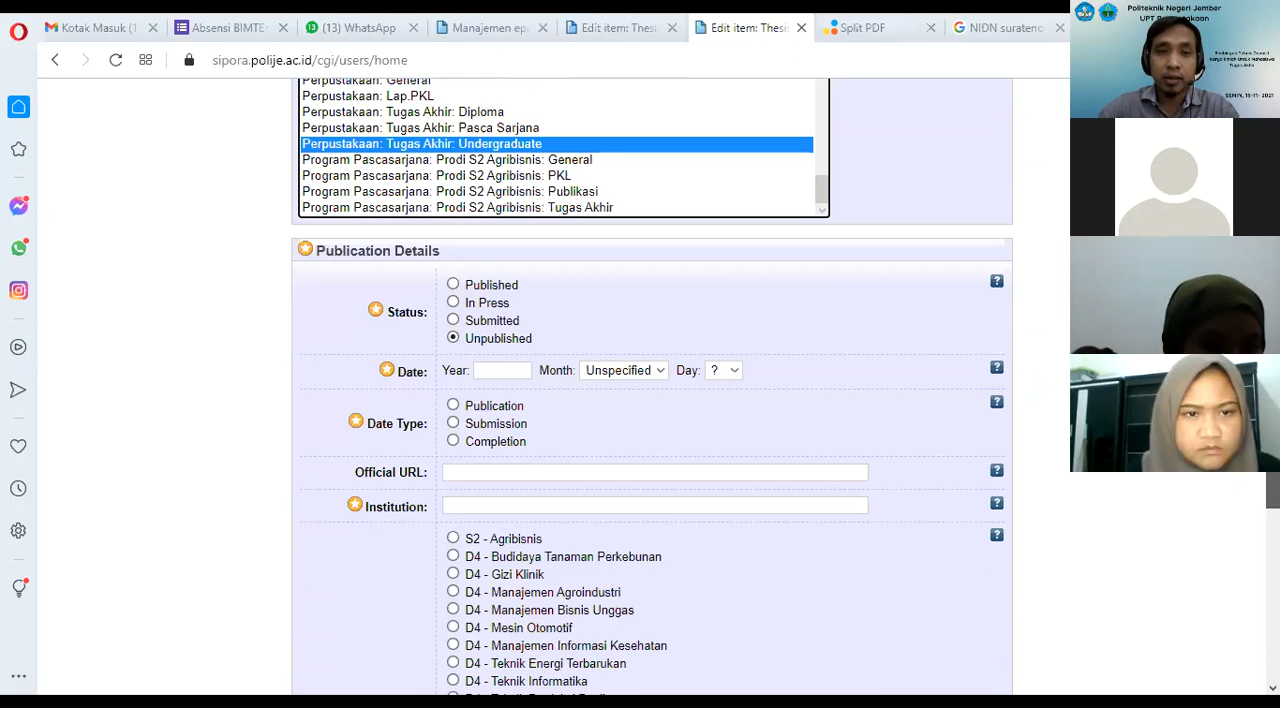 Kotak Masuk (1
Absensi BIMTE
(13) WhatsApp
Manajemen ep
Edit item: Thes
Edit item: Thesi
Split PDF
NIDN suraten
sipora.polije.ac.id/cgi/users/home
Politeknik Negeri Jember
SENIN, 15-11- 2021
Perpustakaan: General
Perpustakaan: Lap.PKL
Perpustakaan: Tugas Akhir: Diploma
Perpustakaan: Tugas Akhir: Pasca Sarjana
Perpustakaan: Tugas Akhir: Undergraduate
Program Pascasarjana: Prodi S2 Agribisnis: General
Program Pascasarjana: Prodi S2 Agribisnis: PKL
Program Pascasarjana: Prodi S2 Agribisnis: Publikasi
Program Pascasarjana: Prodi S2 Agribisnis: Tugas Akhir
Publication Details
Status:
Published
In Press
Submitted
Unpublished
Date: Year: Month: Unspecified Day: ?
Date Type:
Publication
Submission
Completion
Official URL:
Institution:
S2 - Agribisnis
D4 - Budidaya Tanaman Perkebunan
D4 - Gizi Klinik
D4 - Manajemen Agroindustri
D4 - Manajemen Bisnis Unggas
D4 - Mesin Otomotif
D4 - Manajemen Informasi Kesehatan
D4 - Teknik Energi Terbarukan
D4 - Teknik Informatika